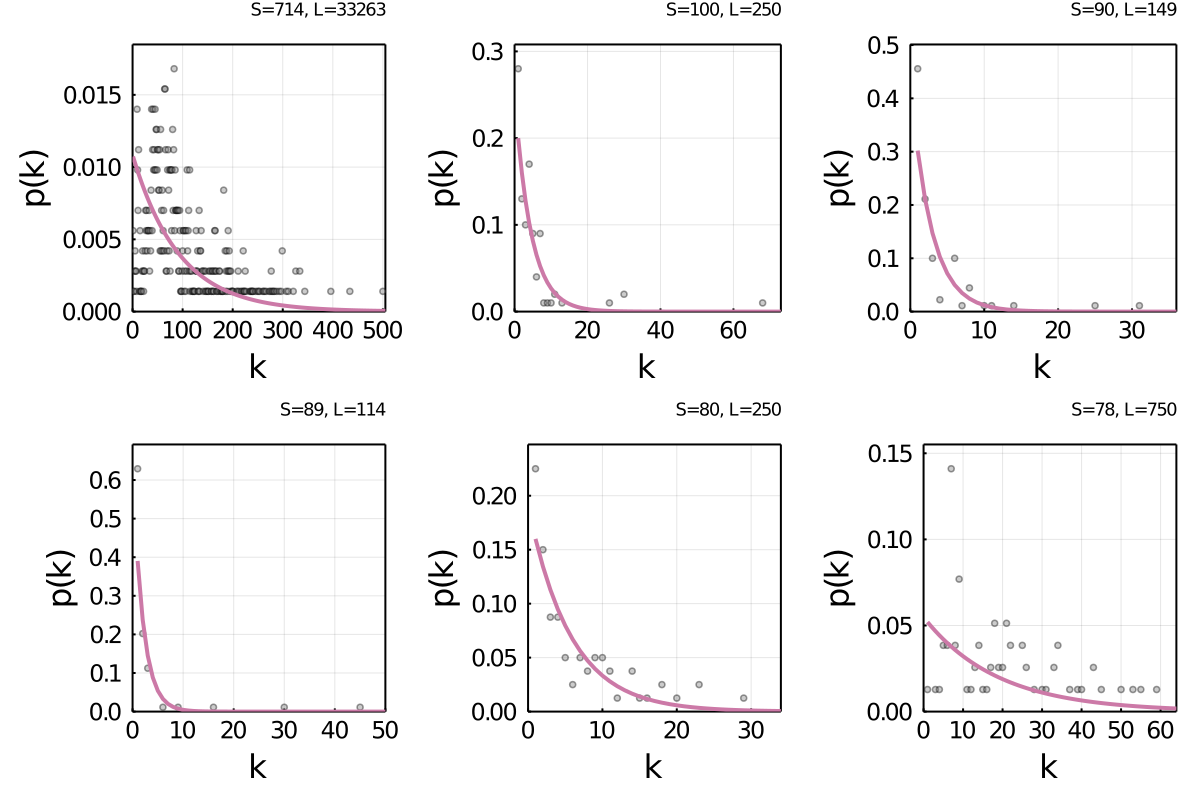 S=714, L=33263
p(k)
0.015
0.010
0.005
0.000
0 100 200 300 400 500
k
S=100, L=250
p(k)
0.3
0.2
0.1
0.0
0 20 40 60
k
S=90, L=149
p(k)
0.5
0.4
0.3
0.2
0.1
0.0
0 10 20 30
k
S=89, L=114
p(k)
0.6
0.5
0.4
0.3
0.2
0.1
0.0
0 10 20 30 40 50
k
S=80, L=250
p(k)
0.20
0.15
0.10
0.05
0.00
0 10 20 30
k
S=78, L=750
p(k)
0.15
0.10
0.05
0.00
0 10 20 30 40 50 60
k